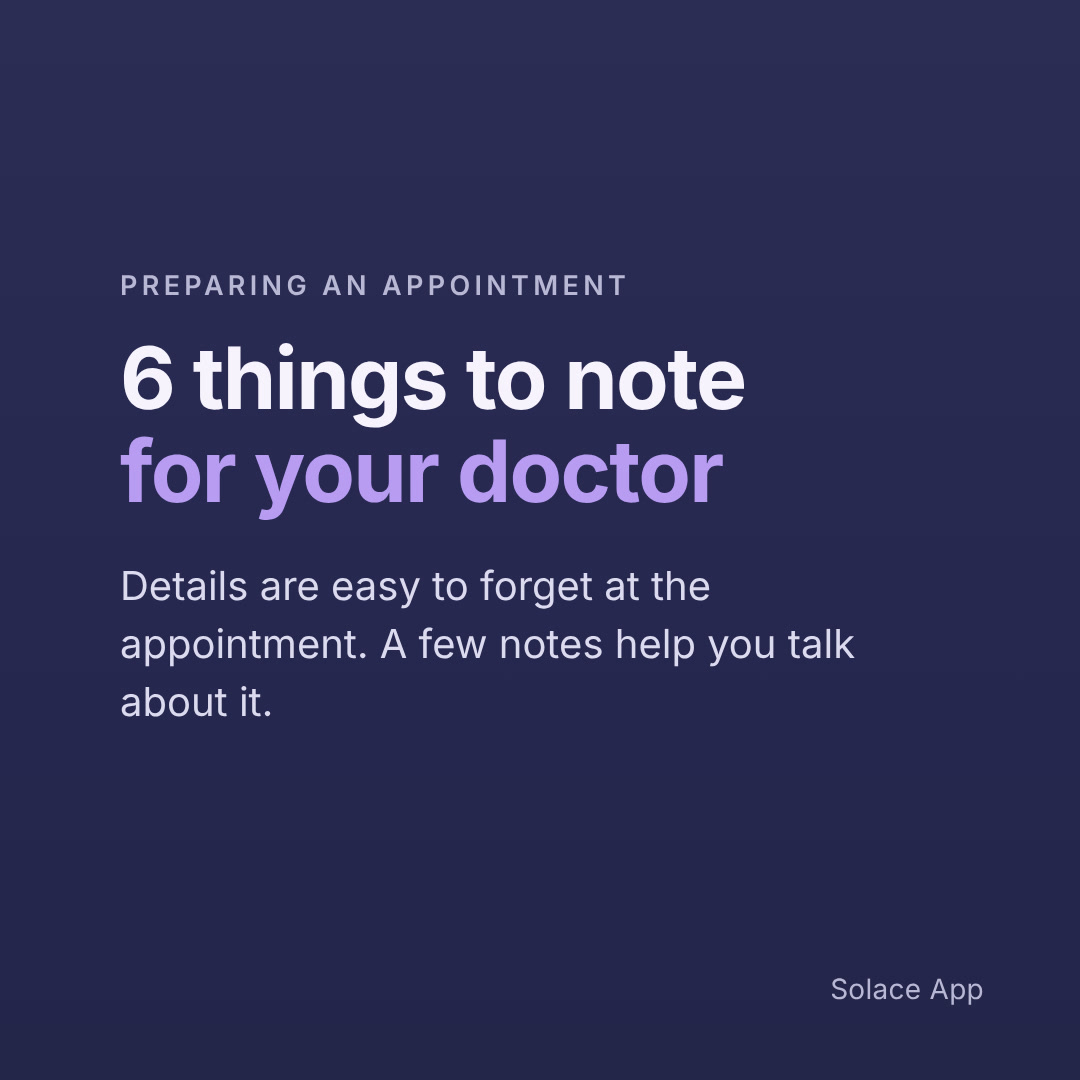 PREPARING AN APPOINTMENT
6 things to note
for your doctor
Details are easy to forget at the
appointment. A few notes help you talk
about it.
Solace App